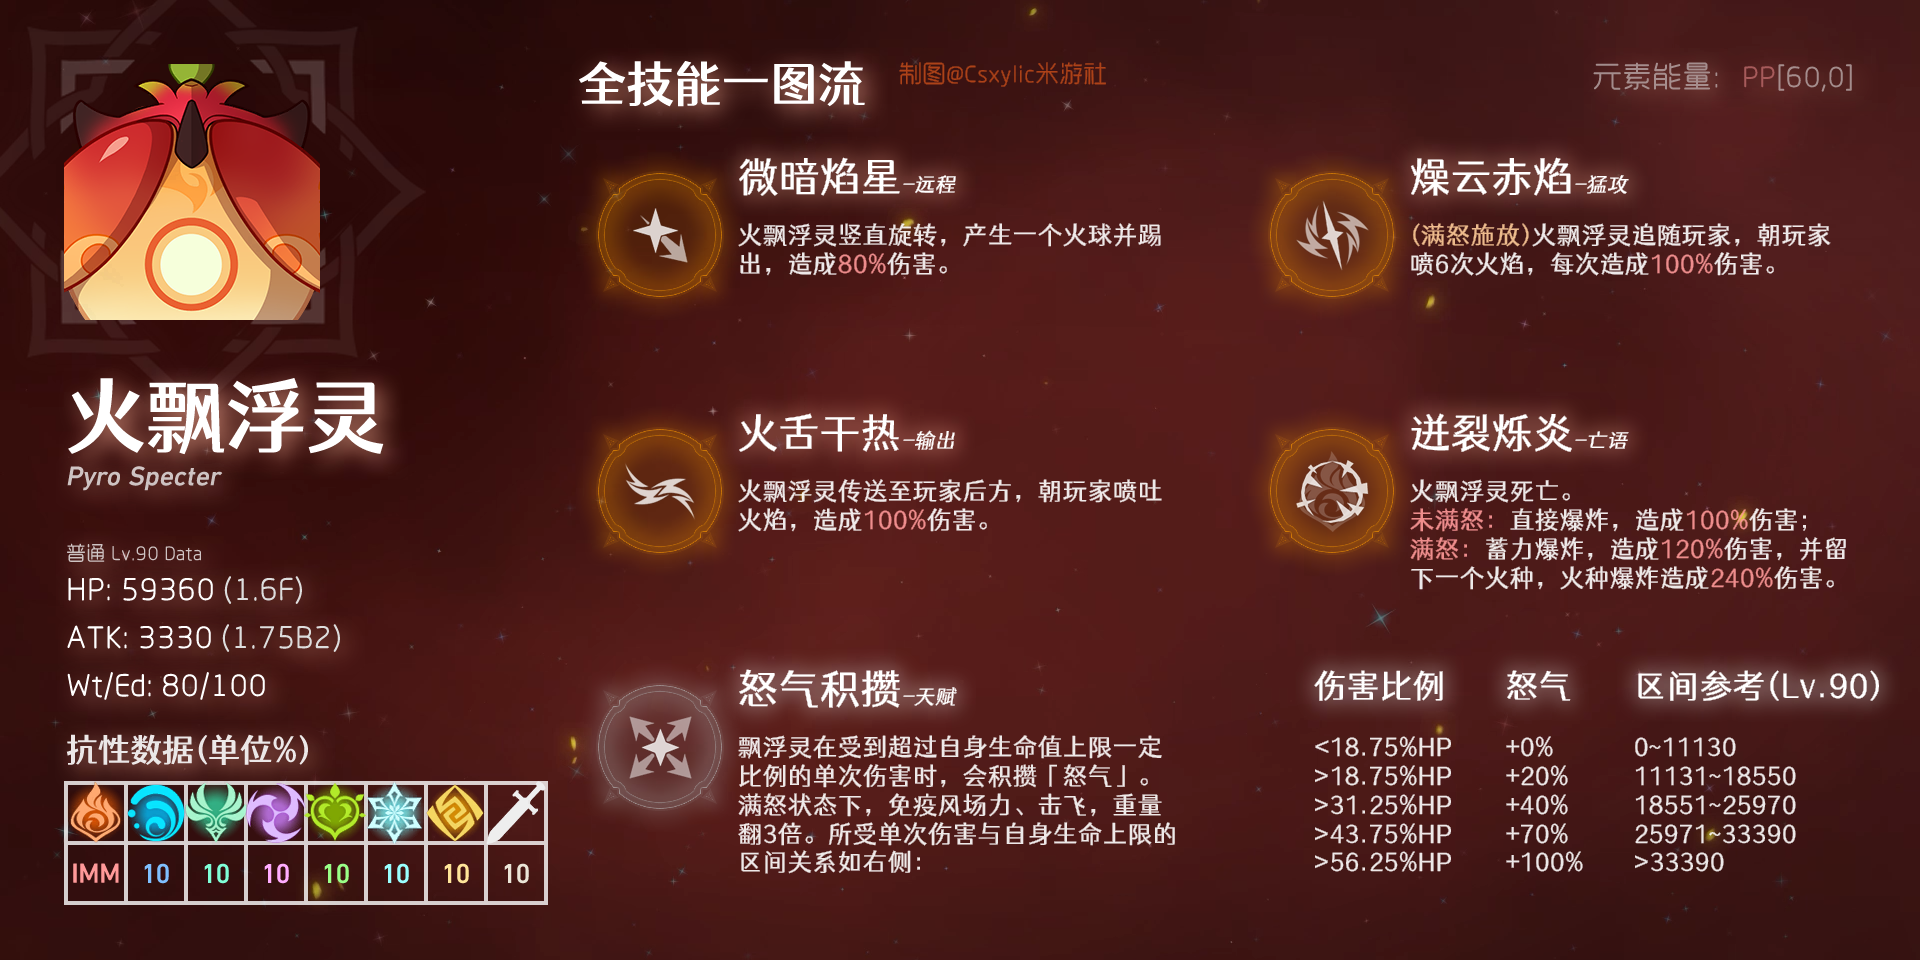 全技能一图流
制图@Csxylic米游社
元素能量: PP[60,0]
火飘浮灵
Pyro Specter
普通 Lv.90 Data
HP: 59360 (1.6F)
ATK: 3330 (1.75B2)
Wt/Ed: 80/100
抗性数据(单位%)
IMM 10 10 10 10 10 10 10
微暗焰星-远程
火飘浮灵竖直旋转，产生一个火球并踢
出，造成80%伤害。
燥云赤焰-猛攻
(满怒施放)火飘浮灵追随玩家，朝玩家
喷6次火焰，每次造成100%伤害。
火舌干热-输出
火飘浮灵传送至玩家后方，朝玩家喷吐
火焰，造成100%伤害。
迸裂烁炎-亡语
火飘浮灵死亡。
未满怒：直接爆炸，造成100%伤害；
满怒：蓄力爆炸，造成120%伤害，并留
下一个火种，火种爆炸造成240%伤害。
怒气积攒-天赋
飘浮灵在受到超过自身生命值上限一定
比例的单次伤害时，会积攒「怒气」。
满怒状态下，免疫风场力、击飞，重量
翻3倍。所受单次伤害与自身生命上限的
区间关系如右侧：
伤害比例 怒气 区间参考(Lv.90)
<18.75%HP +0% 0~11130
>18.75%HP +20% 11131~18550
>31.25%HP +40% 18551~25970
>43.75%HP +70% 25971~33390
>56.25%HP +100% >33390